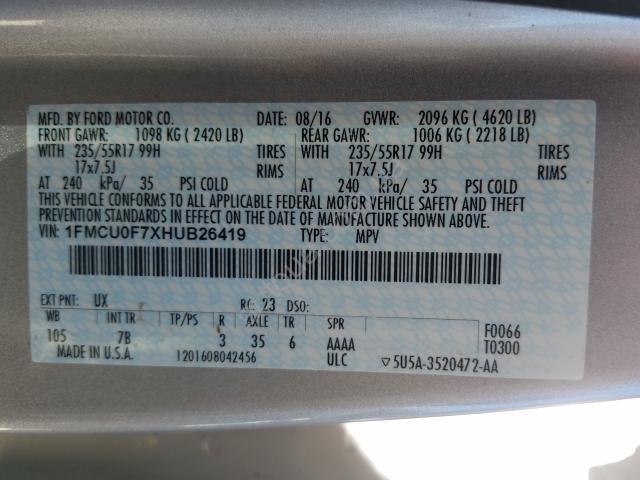 MFD. BY FORD MOTOR CO. DATE: 08/16 GVWR: 2096 KG ( 4620 LB)
FRONT GAWR: 1098 KG ( 2420 LB) REAR GAWR: 1006 KG ( 2218 LB)
WITH 235/55R17 99H TIRES WITH 235/55R17 99H TIRES
17x7.5J RIMS 17x7.5J RIMS
AT 240 kPa/ 35 PSI COLD AT 240 kPa/ 35 PSI COLD
THIS VEHICLE CONFORMS TO ALL APPLICABLE FEDERAL MOTOR VEHICLE SAFETY AND THEFT
PREVENTION STANDARDS IN EFFECT ON THE DATE OF MANUFACTURE SHOWN ABOVE.
VIN: 1FMCU0F7XHUB26419 TYPE: MPV
EXT PNT: UX RC: 23 DSO:
WB INT TR TP/PS R AXLE TR SPR F0066
105 7B 3 35 6 AAAA T0300
MADE IN U.S.A. 1201608042456 ULC ▽5U5A-3520472-AA